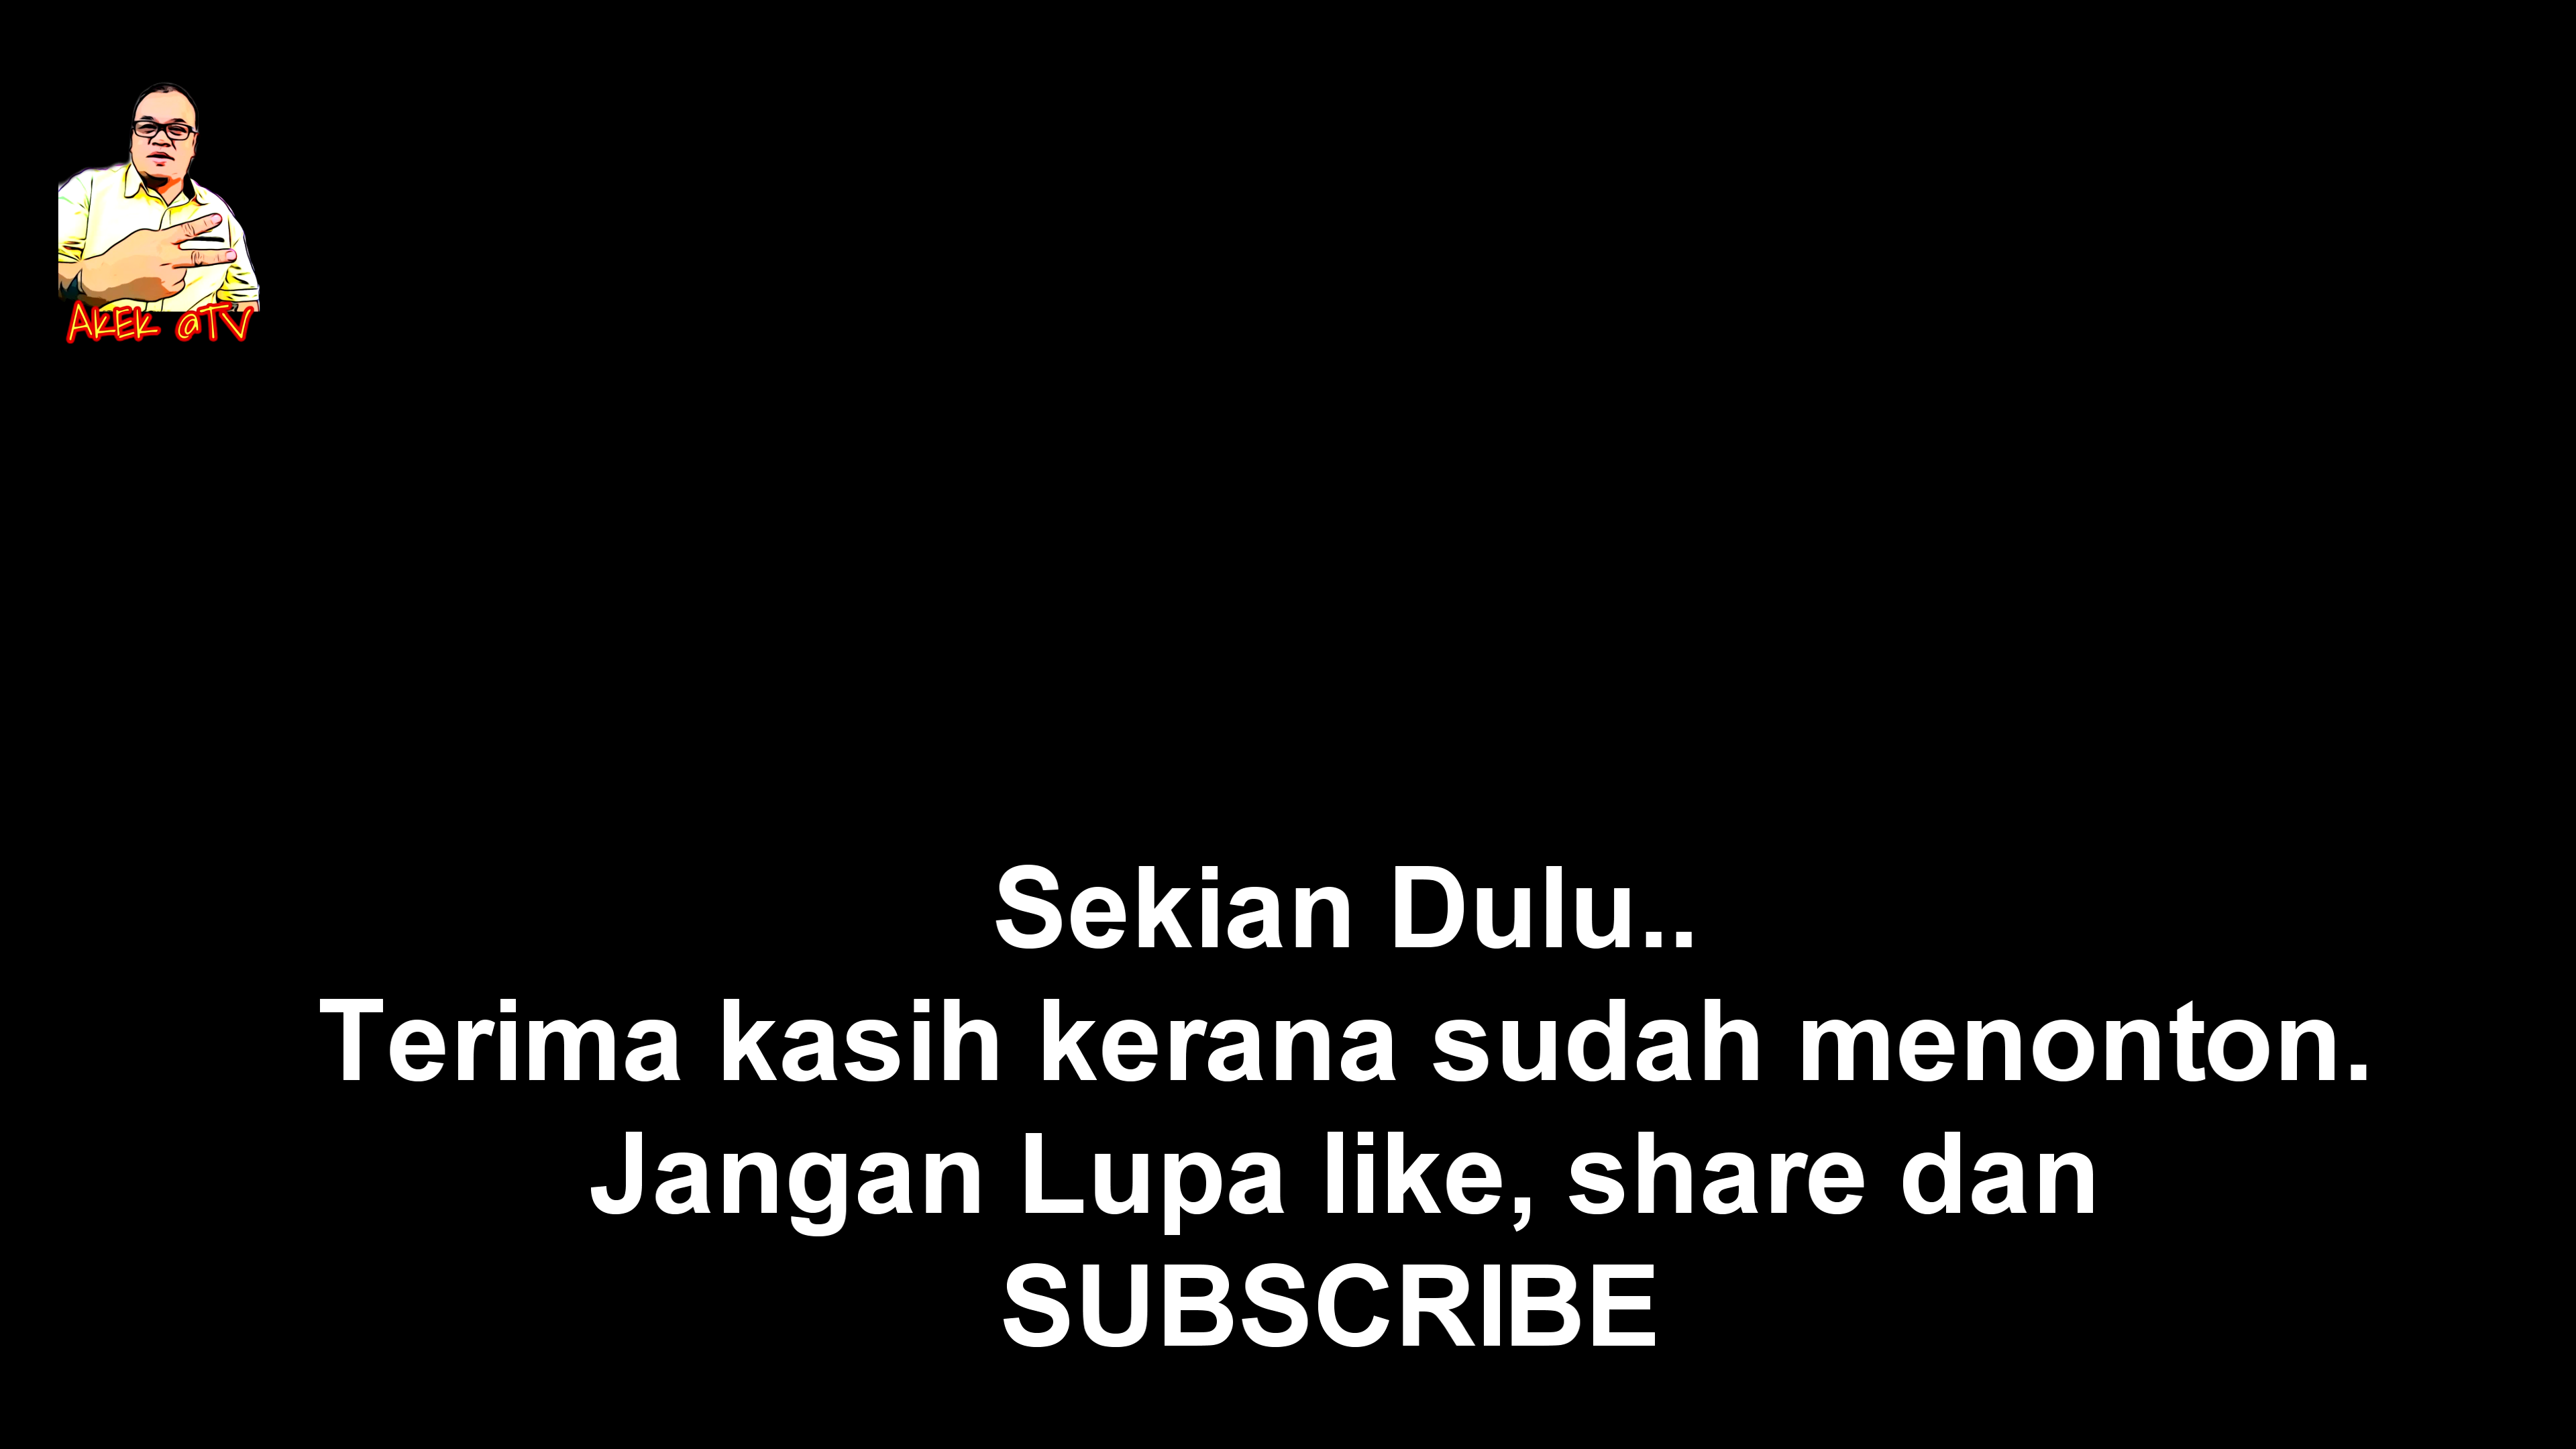 AKEK @TV
Sekian Dulu..
Terima kasih kerana sudah menonton.
Jangan Lupa like, share dan
SUBSCRIBE